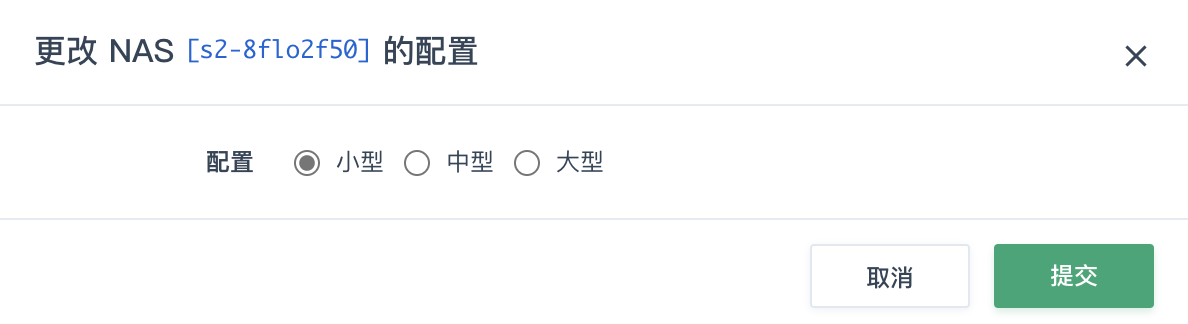 更改 NAS [s2-8flo2f50] 的配置
配置 小型 中型 大型
取消 提交